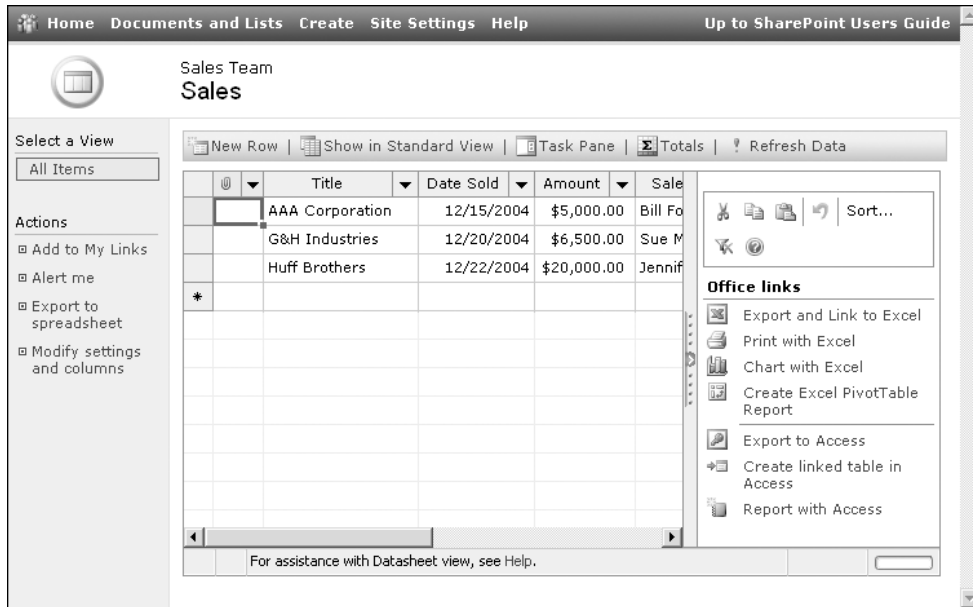 Home Documents and Lists Create Site Settings Help Up to SharePoint Users Guide
Sales Team
Sales
Select a View
All Items
Actions
Add to My Links
Alert me
Export to
spreadsheet
Modify settings
and columns
New Row | Show in Standard View | Task Pane | Σ Totals | Refresh Data
Title Date Sold Amount Sale
AAA Corporation 12/15/2004 $5,000.00 Bill Fo
G&H Industries 12/20/2004 $6,500.00 Sue M
Huff Brothers 12/22/2004 $20,000.00 Jennif
*
Sort...
Office links
Export and Link to Excel
Print with Excel
Chart with Excel
Create Excel PivotTable
Report
Export to Access
Create linked table in
Access
Report with Access
For assistance with Datasheet view, see Help.